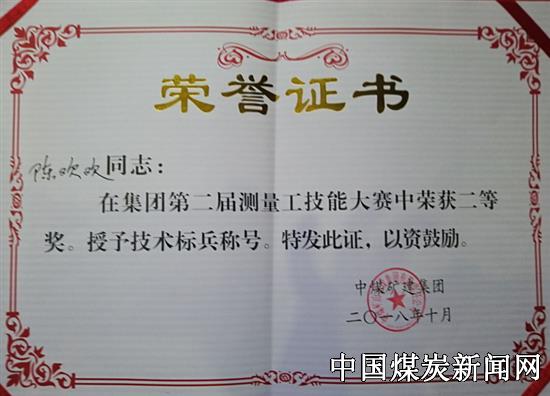 荣誉证书
陈欢欢同志：
在集团第二届测量工技能大赛中荣获二等
奖。授予技术标兵称号。特发此证，以资鼓励。
中煤矿建集团
二〇一八年十月
中国煤炭新闻网